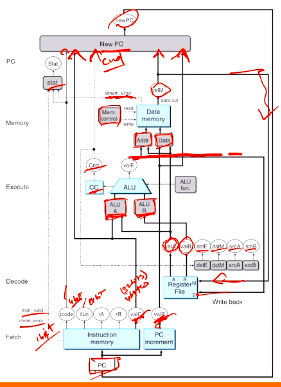 newPC
New PC
PC
Cnd
Stat
stat
valM
dmem_error
data out
read
write
Mem.
control
Data
memory
Memory
Addr
Data
Cnd
valE
CC
ALU
ALU
fun.
Execute
ALU
A
ALU
B
valA
valB
dstE
dstM
srcA
srcB
dstE
dstM
srcA
srcB
A
B
M
E
Register
File
Decode
Write back
instr_valid
imem_error
icode
ifun
rA
rB
valC
valP
Fetch
Instruction
memory
PC
increment
PC